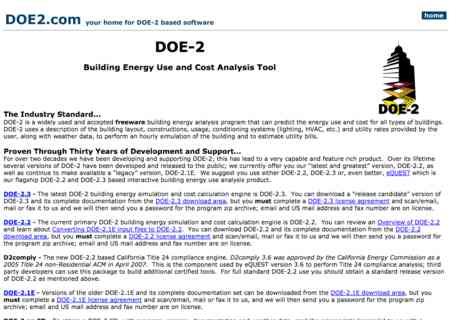 DOE2.com your home for DOE-2 based software
home
DOE-2
Building Energy Use and Cost Analysis Tool
DOE-2
The Industry Standard...
DOE-2 is a widely used and accepted freeware building energy analysis program that can predict the energy use and cost for all types of buildings.
DOE-2 uses a description of the building layout, constructions, usage, conditioning systems (lighting, HVAC, etc.) and utility rates provided by the
user, along with weather data, to perform an hourly simulation of the building and to estimate utility bills.
Proven Through Thirty Years of Development and Support...
For over two decades we have been developing and supporting DOE-2; this has lead to a very capable and feature rich product. Over its lifetime
several versions of DOE-2 have been developed and released to the public; we currently offer you our "latest and greatest" version, DOE-2.2, as
well as continue to make available a "legacy" version, DOE-2.1E. We suggest you use either DOE-2.2, DOE-2.3 or, even better, eQUEST which is
our flagship DOE-2.2 and DOE-2.3 based interactive building energy use analysis product.
DOE-2.3 - The latest DOE-2 building energy simulation and cost calculation engine is DOE-2.3. You can download a "release candidate" version of
DOE-2.3 and its complete documentation from the DOE-2.3 download area, but you must complete a DOE-2.3 license agreement and scan/email,
mail or fax it to us and we will then send you a password for the program zip archive; email and US mail address and fax number are on license.
DOE-2.2 - The current primary DOE-2 building energy simulation and cost calculation engine is DOE-2.2. You can review an Overview of DOE-2.2
and learn about Converting DOE-2.1E input files to DOE-2.2. You can download DOE-2.2 and its complete documentation from the DOE-2.2
download area, but you must complete a DOE-2.2 license agreement and scan/email, mail or fax it to us and we will then send you a password for
the program zip archive; email and US mail address and fax number are on license.
D2comply - The new DOE-2.2 based California Title 24 compliance engine. D2comply 3.6 was approved by the California Energy Commission as a
2005 Title 24 non-Residential ACM in April 2007. This is the component used by eQUEST version 3.6 to perform Title 24 compliance analysis; third
party developers can use this package to build additional certified tools. For full standard DOE-2.2 use you should obtain a standard release version
of DOE-2.2 as mentioned above.
DOE-2.1E - Versions of the older DOE-2.1E and its complete documentation set can be downloaded from the DOE-2.1E download area, but you
must complete a DOE-2.1E license agreement and scan/email, mail or fax it to us, and we will then send you a password for the program zip
archive; email and US mail address and fax number are on license.